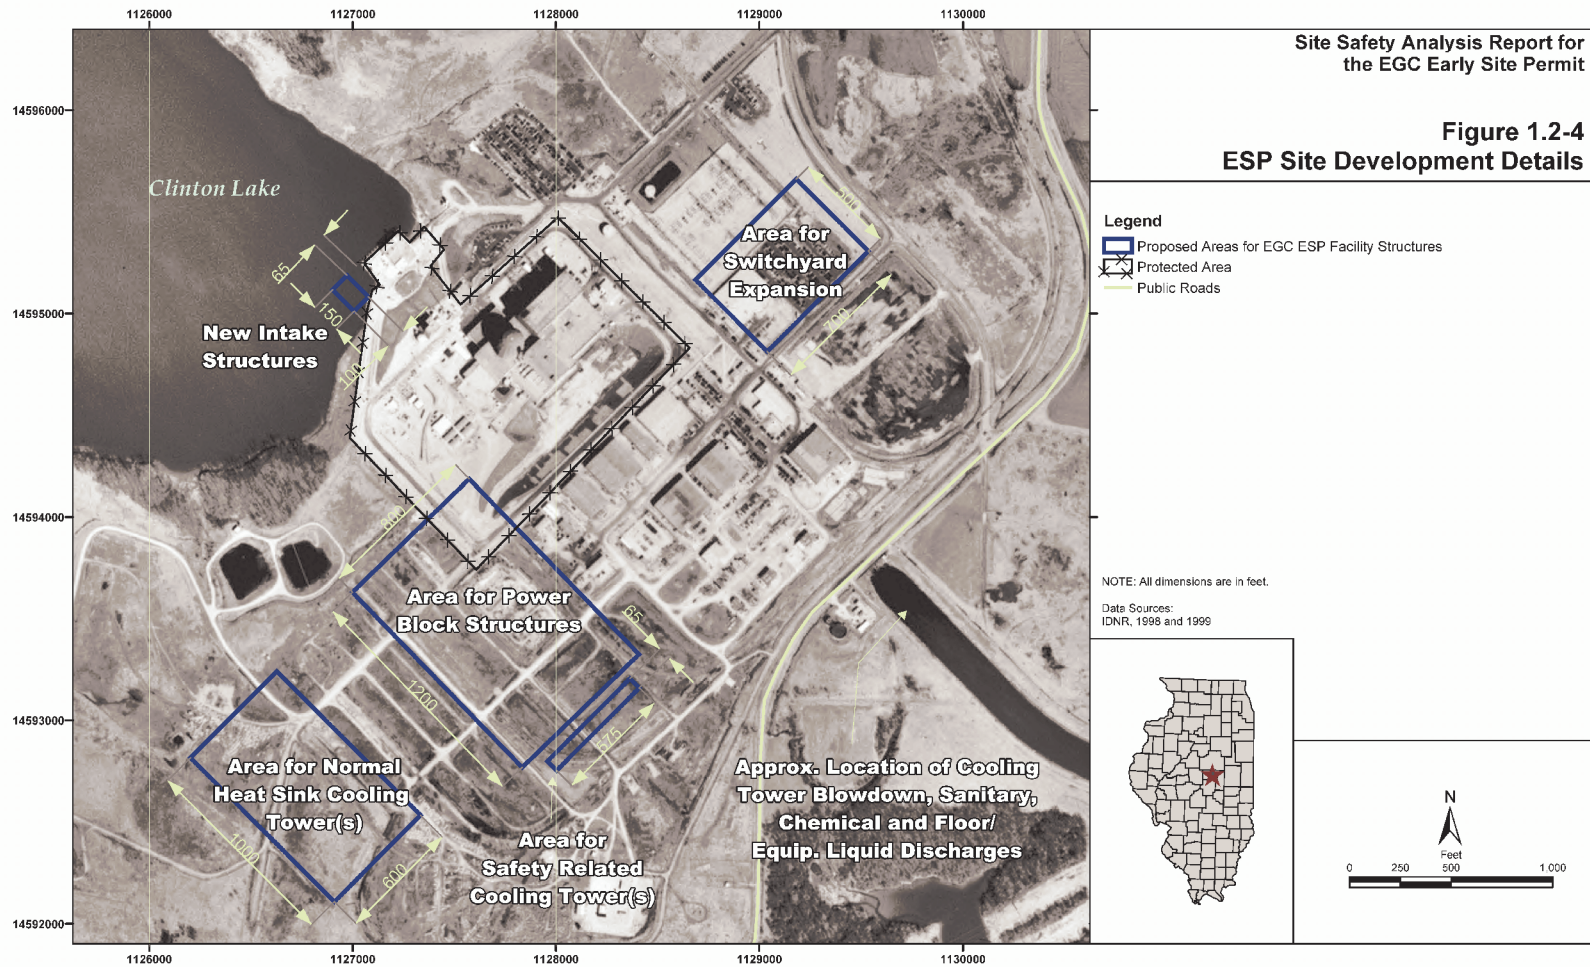 1126000
1127000
1128000
1129000
1130000
Site Safety Analysis Report for
the EGC Early Site Permit
Figure 1.2-4
ESP Site Development Details
14596000
14595000
14594000
14593000
14592000
Clinton Lake
65
150
100
New Intake
Structures
500
Area for
Switchyard
Expansion
700
Legend
Proposed Areas for EGC ESP Facility Structures
Protected Area
Public Roads
Area for Power
Block Structures
65
1200
675
Area for Normal
Heat Sink Cooling
Tower(s)
1000
600
Area for
Safety Related
Cooling Tower(s)
Approx. Location of Cooling
Tower Blowdown, Sanitary,
Chemical and Floor/
Equip. Liquid Discharges
NOTE: All dimensions are in feet.
Data Sources:
IDNR, 1998 and 1999
N
Feet
0
250
500
1,000
1126000
1127000
1128000
1129000
1130000